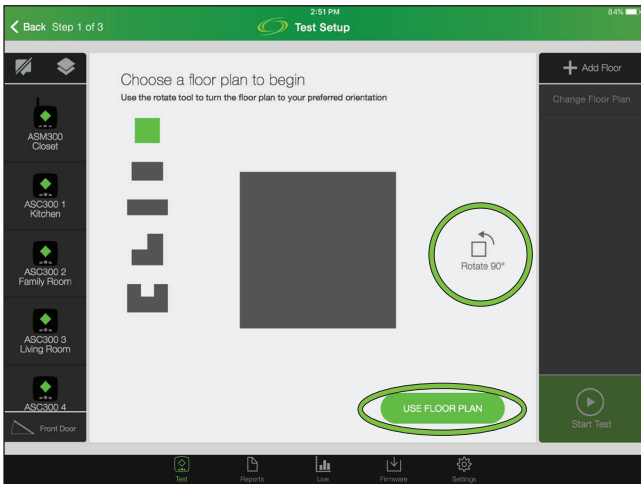 2:51 PM
84%
Back Step 1 of 3
Test Setup
Add Floor
Change Floor Plan
Choose a floor plan to begin
Use the rotate tool to turn the floor plan to your preferred orientation
ASM300
Closet
ASC300 1
Kitchen
ASC300 2
Family Room
ASC300 3
Living Room
ASC300 4
Front Door
Rotate 90°
USE FLOOR PLAN
Start Test
Test
Reports
Live
Firmware
Settings